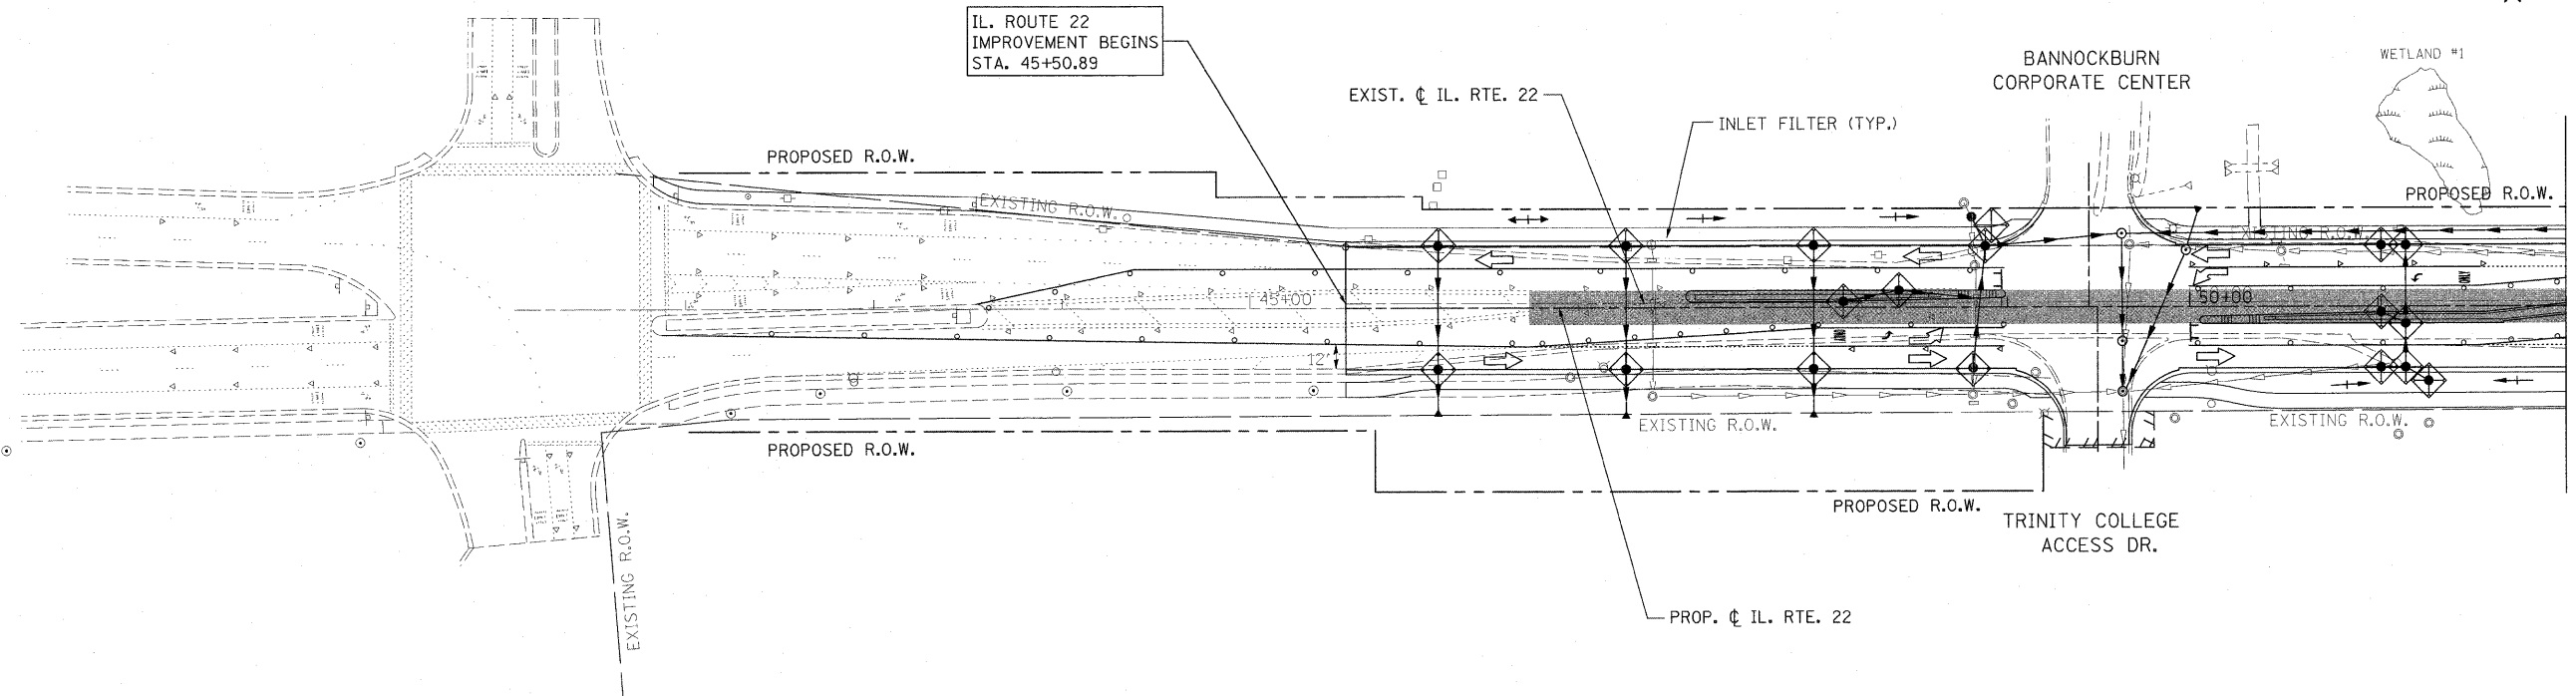 IL. ROUTE 22
IMPROVEMENT BEGINS
STA. 45+50.89
BANNOCKBURN
CORPORATE CENTER
WETLAND #1
EXIST. ℄ IL. RTE. 22
INLET FILTER (TYP.)
PROPOSED R.O.W.
PROPOSED R.O.W.
EXISTING R.O.W.
EXISTING R.O.W.
45+00
50+00
12'
EXISTING R.O.W.
EXISTING R.O.W.
PROPOSED R.O.W.
PROPOSED R.O.W.
TRINITY COLLEGE
ACCESS DR.
EXISTING R.O.W.
PROP. ℄ IL. RTE. 22